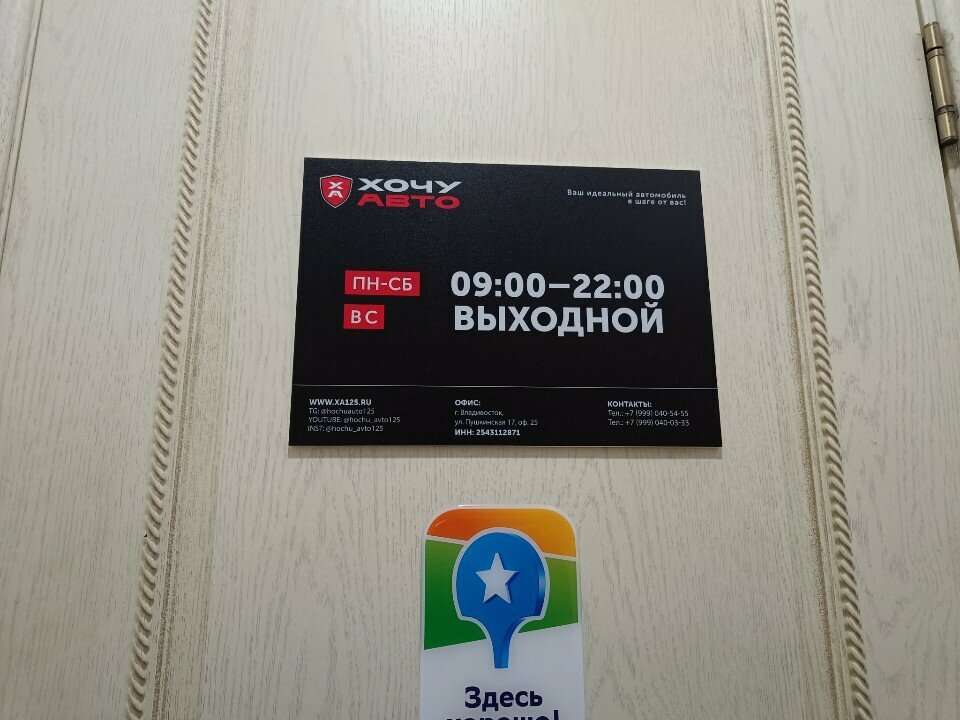 ХА
ХОЧУ
АВТО
Ваш идеальный автомобиль
в шаге от вас!
ПН-СБ
09:00—22:00
ВС
ВЫХОДНОЙ
WWW.XA125.RU
TG: @hochuauto125
YOUTUBE: @hochu_avto125
INST: @hochu_avto125
ОФИС:
г. Владивосток,
ул. Пушкинская 17, оф. 25
ИНН: 2543112871
КОНТАКТЫ:
Тел.: +7 (999) 040-54-55
Тел.: +7 (999) 040-03-33
Здесь
хорошо!